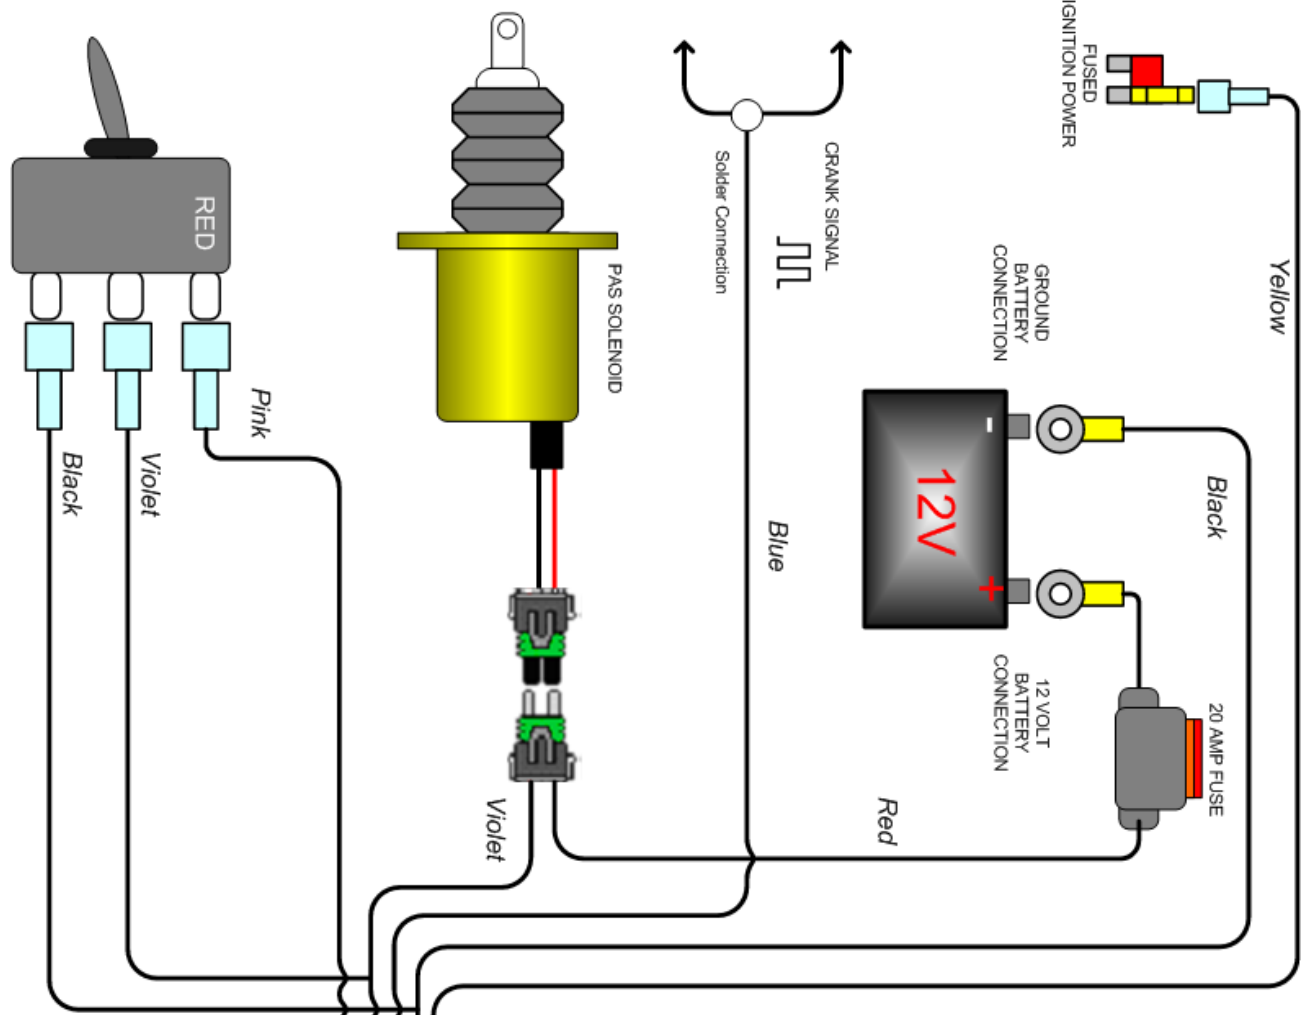 FUSED
IGNITION POWER
RED
CRANK SIGNAL
Solder Connection
PAS SOLENOID
GROUND
BATTERY
CONNECTION
Yellow
Pink
Black
Violet
Blue
-
12V
+
Black
12 VOLT
BATTERY
CONNECTION
20 AMP FUSE
Violet
Red